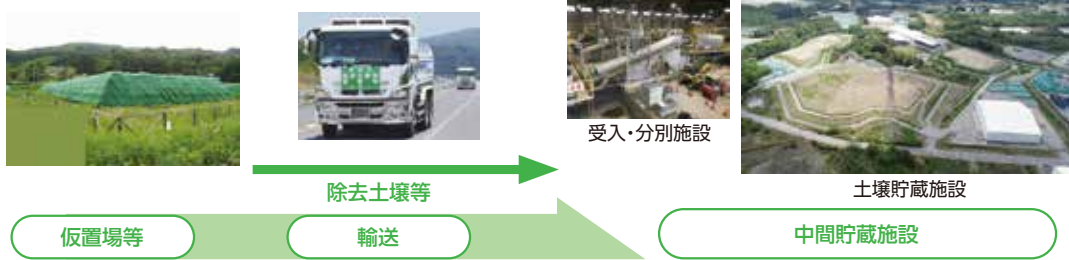 受入・分別施設
土壌貯蔵施設
除去土壌等
仮置場等
輸送
中間貯蔵施設